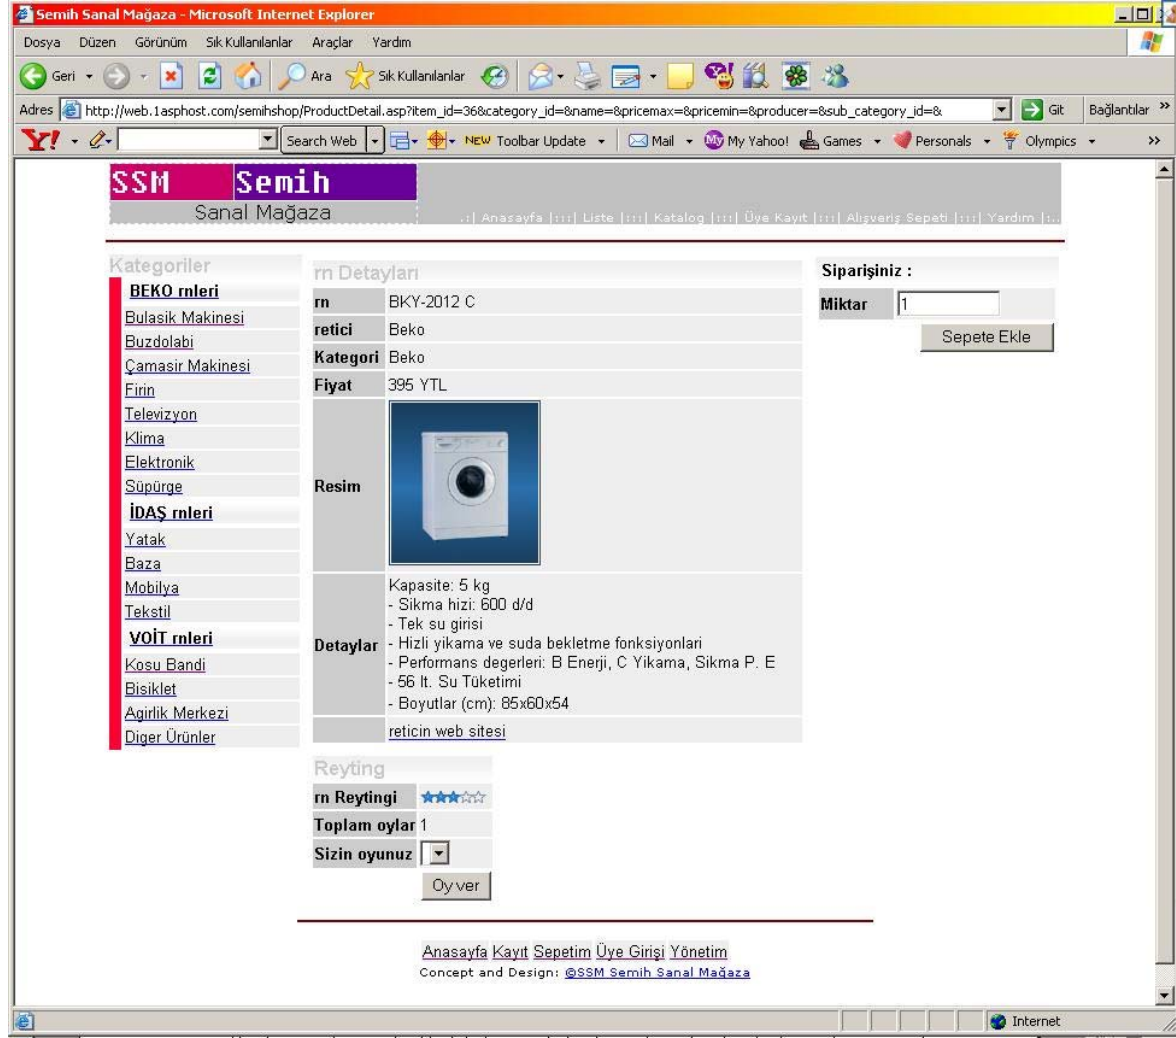 Semih Sanal Mağaza - Microsoft Internet Explorer
Dosya Düzen Görünüm Sık Kullanılanlar Araçlar Yardım
Geri Ara Sık Kullanılanlar
Adres http://web.1asphost.com/semihshop/ProductDetail.asp?item_id=36&category_id=&name=&pricemax=&pricemin=&producer=&sub_category_id=& Git Bağlantılar »
Y! Search Web NEW Toolbar Update Mail My Yahoo! Games Personals Olympics »
SSM Semih
Sanal Mağaza
.:| Anasayfa |:::| Liste |:::| Katalog |:::| Üye Kayıt |:::| Alışveriş Sepeti |:::| Yardım |:..
Kategoriler
BEKO rnleri
Bulasik Makinesi
Buzdolabi
Çamasir Makinesi
Firin
Televizyon
Klima
Elektronik
Süpürge
İDAŞ rnleri
Yatak
Baza
Mobilya
Tekstil
VOİT rnleri
Kosu Bandi
Bisiklet
Agirlik Merkezi
Diger Ürünler
rn Detayları
rn BKY-2012 C
retici Beko
Kategori Beko
Fiyat 395 YTL
Resim
Detaylar
Kapasite: 5 kg
- Sikma hizi: 600 d/d
- Tek su girisi
- Hizli yikama ve suda bekletme fonksiyonlari
- Performans degerleri: B Enerji, C Yikama, Sikma P. E
- 56 lt. Su Tüketimi
- Boyutlar (cm): 85x60x54
reticin web sitesi
Siparişiniz :
Miktar 1
Sepete Ekle
Reyting
rn Reytingi
Toplam oylar 1
Sizin oyunuz
Oy ver
Anasayfa Kayıt Sepetim Üye Girişi Yönetim
Concept and Design: @SSM Semih Sanal Mağaza
Internet